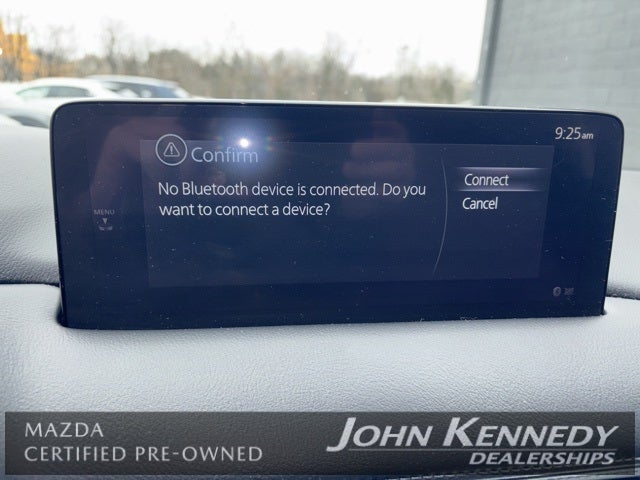 9:25am
Confirm
No Bluetooth device is connected. Do you
want to connect a device?
Connect
Cancel
MENU
MAZDA
CERTIFIED PRE-OWNED
JOHN KENNEDY
DEALERSHIPS